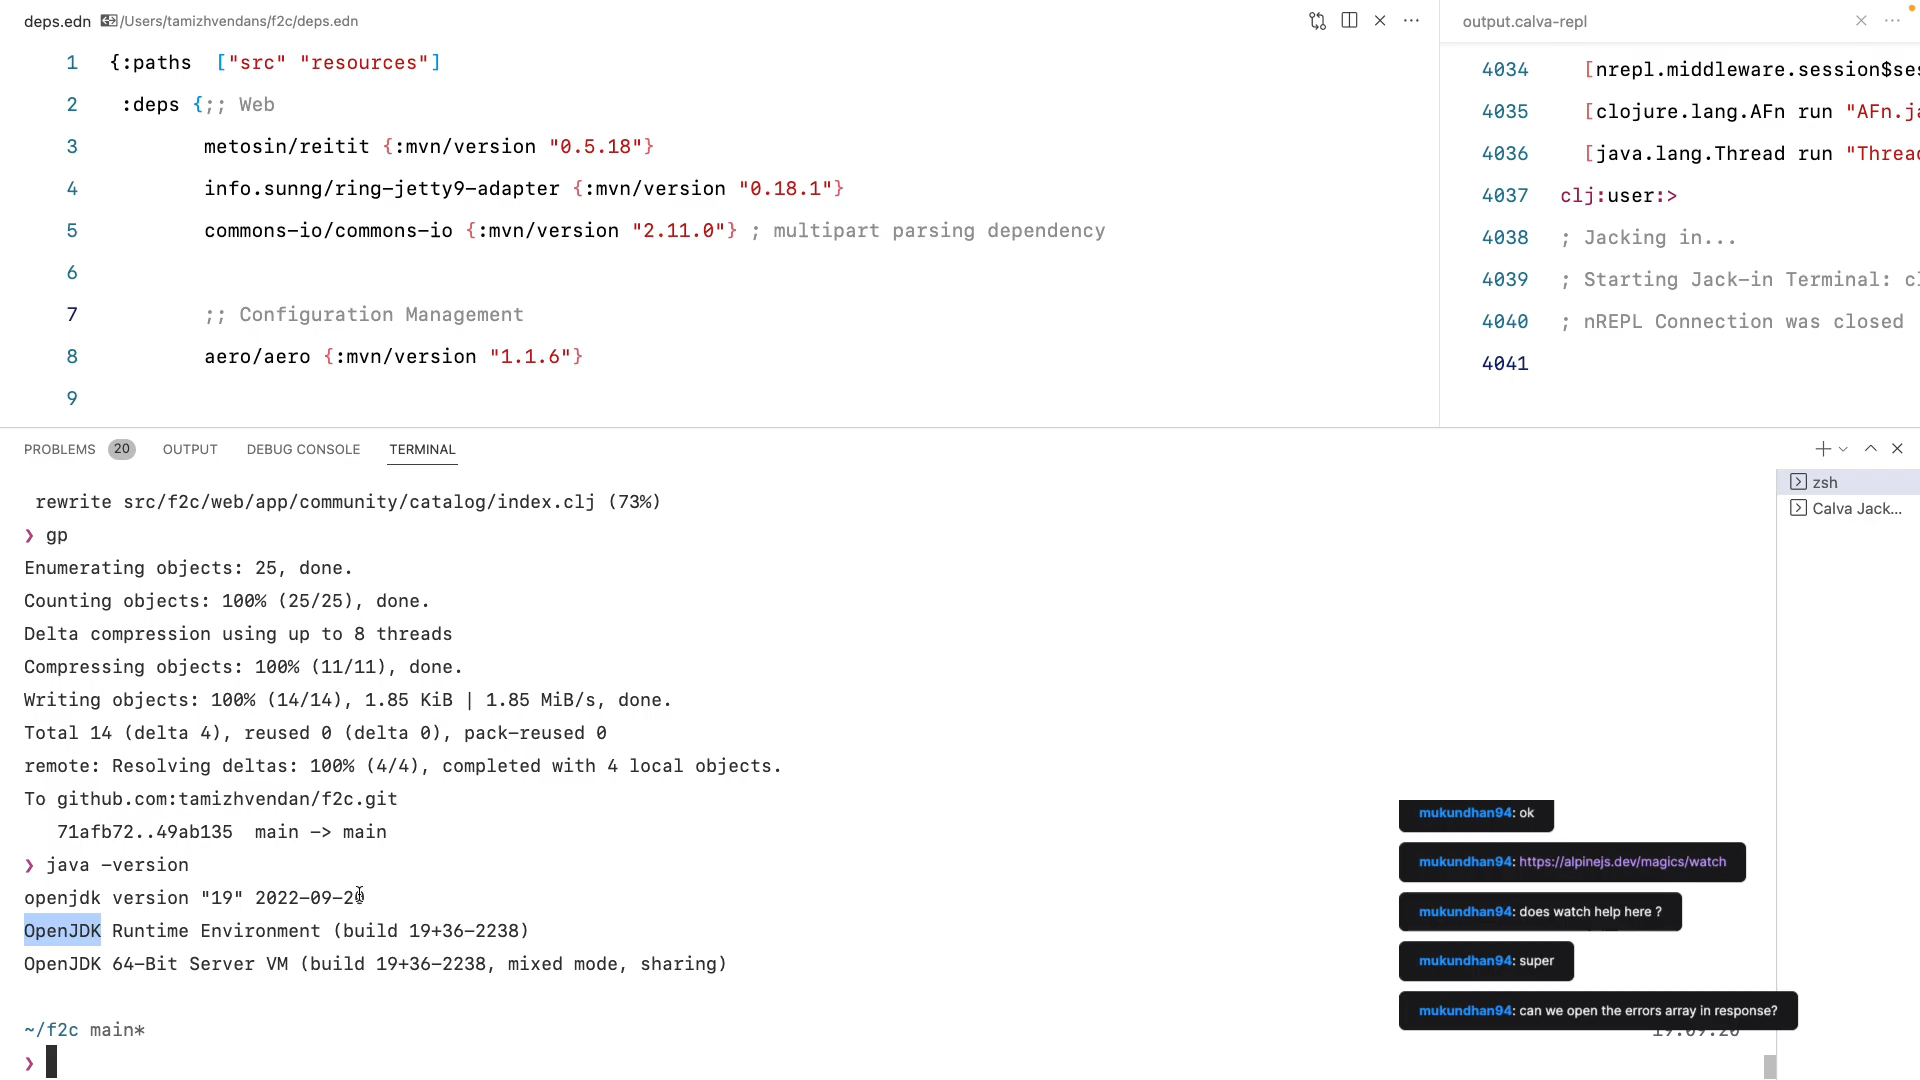 deps.edn /Users/tamizhvendans/f2c/deps.edn
1 {:paths ["src" "resources"]
2 :deps {;; Web
3 metosin/reitit {:mvn/version "0.5.18"}
4 info.sunng/ring-jetty9-adapter {:mvn/version "0.18.1"}
5 commons-io/commons-io {:mvn/version "2.11.0"} ; multipart parsing dependency
6
7 ;; Configuration Management
8 aero/aero {:mvn/version "1.1.6"}
9
output.calva-repl
4034 [nrepl.middleware.session$ses
4035 [clojure.lang.AFn run "AFn.ja
4036 [java.lang.Thread run "Threa
4037 clj:user:>
4038 ; Jacking in...
4039 ; Starting Jack-in Terminal: cl
4040 ; nREPL Connection was closed
4041
PROBLEMS 20 OUTPUT DEBUG CONSOLE TERMINAL
rewrite src/f2c/web/app/community/catalog/index.clj (73%)
❯ gp
Enumerating objects: 25, done.
Counting objects: 100% (25/25), done.
Delta compression using up to 8 threads
Compressing objects: 100% (11/11), done.
Writing objects: 100% (14/14), 1.85 KiB | 1.85 MiB/s, done.
Total 14 (delta 4), reused 0 (delta 0), pack-reused 0
remote: Resolving deltas: 100% (4/4), completed with 4 local objects.
To github.com:tamizhvendan/f2c.git
71afb72..49ab135 main -> main
❯ java -version
openjdk version "19" 2022-09-20
OpenJDK Runtime Environment (build 19+36-2238)
OpenJDK 64-Bit Server VM (build 19+36-2238, mixed mode, sharing)
~/f2c main*
❯
zsh
Calva Jack...
mukundhan94: ok
mukundhan94: https://alpinejs.dev/magics/watch
mukundhan94: does watch help here ?
mukundhan94: super
mukundhan94: can we open the errors array in response?